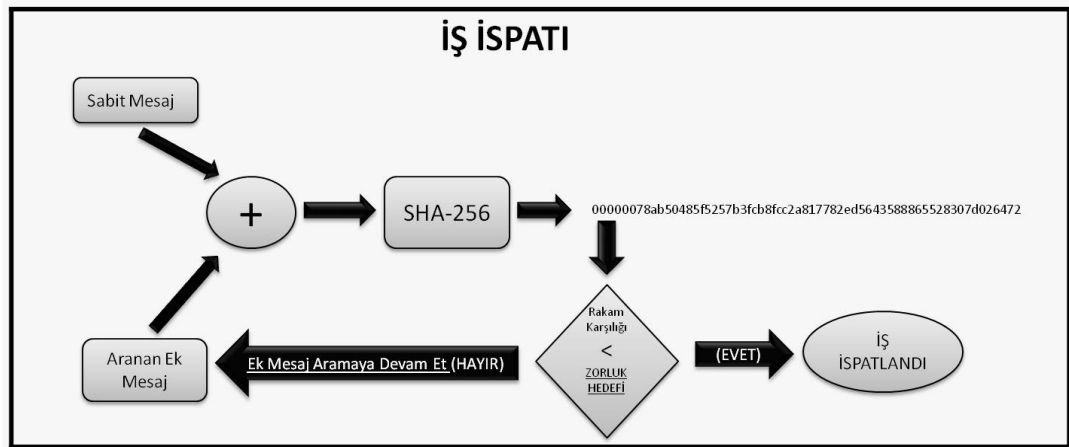 İŞ İSPATI
Sabit Mesaj
+
SHA-256
00000078ab50485f5257b3fcb8fcc2a817782ed5643588865528307d026472
Rakam
Karşılığı
<
ZORLUK
HEDEFİ
(EVET)
İŞ
İSPATLANDI
Ek Mesaj Aramaya Devam Et (HAYIR)
Aranan Ek
Mesaj